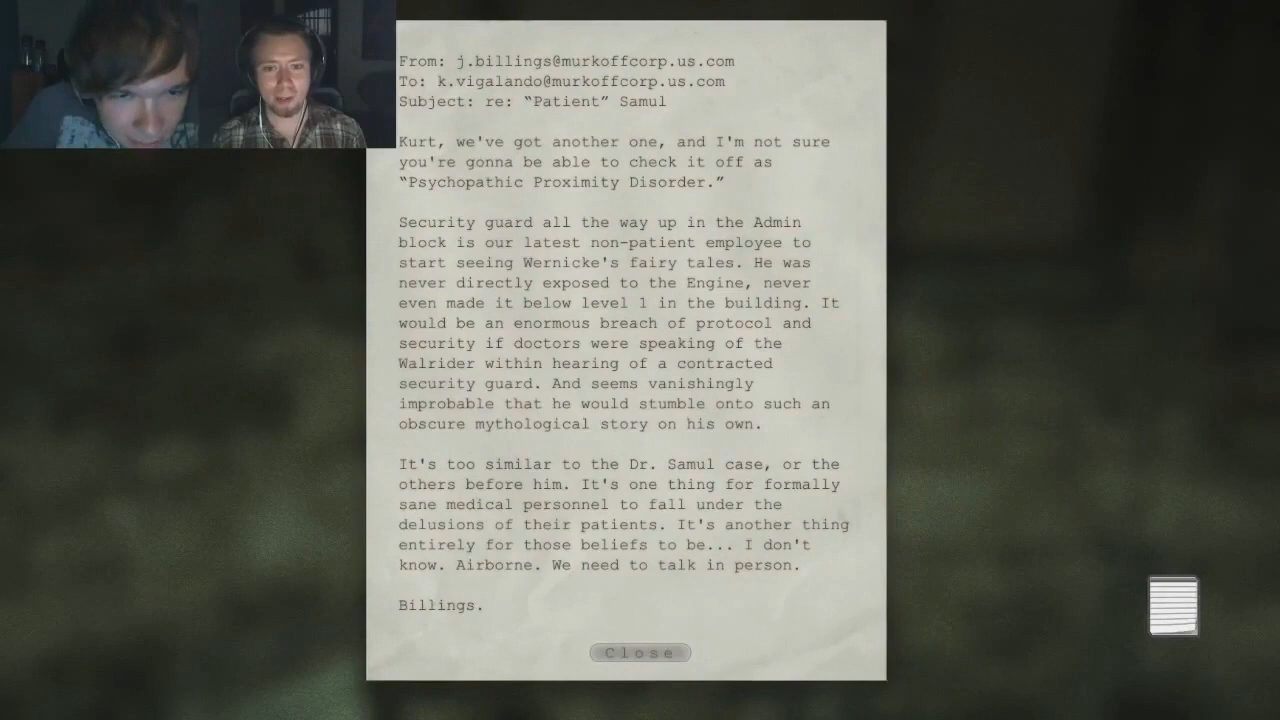 From: j.billings@murkoffcorp.us.com
To: k.vigalando@murkoffcorp.us.com
Subject: re: “Patient” Samul
Kurt, we've got another one, and I'm not sure
you're gonna be able to check it off as
“Psychopathic Proximity Disorder.”
Security guard all the way up in the Admin
block is our latest non-patient employee to
start seeing Wernicke's fairy tales. He was
never directly exposed to the Engine, never
even made it below level 1 in the building. It
would be an enormous breach of protocol and
security if doctors were speaking of the
Walrider within hearing of a contracted
security guard. And seems vanishingly
improbable that he would stumble onto such an
obscure mythological story on his own.
It's too similar to the Dr. Samul case, or the
others before him. It's one thing for formally
sane medical personnel to fall under the
delusions of their patients. It's another thing
entirely for those beliefs to be... I don't
know. Airborne. We need to talk in person.
Billings.
Close